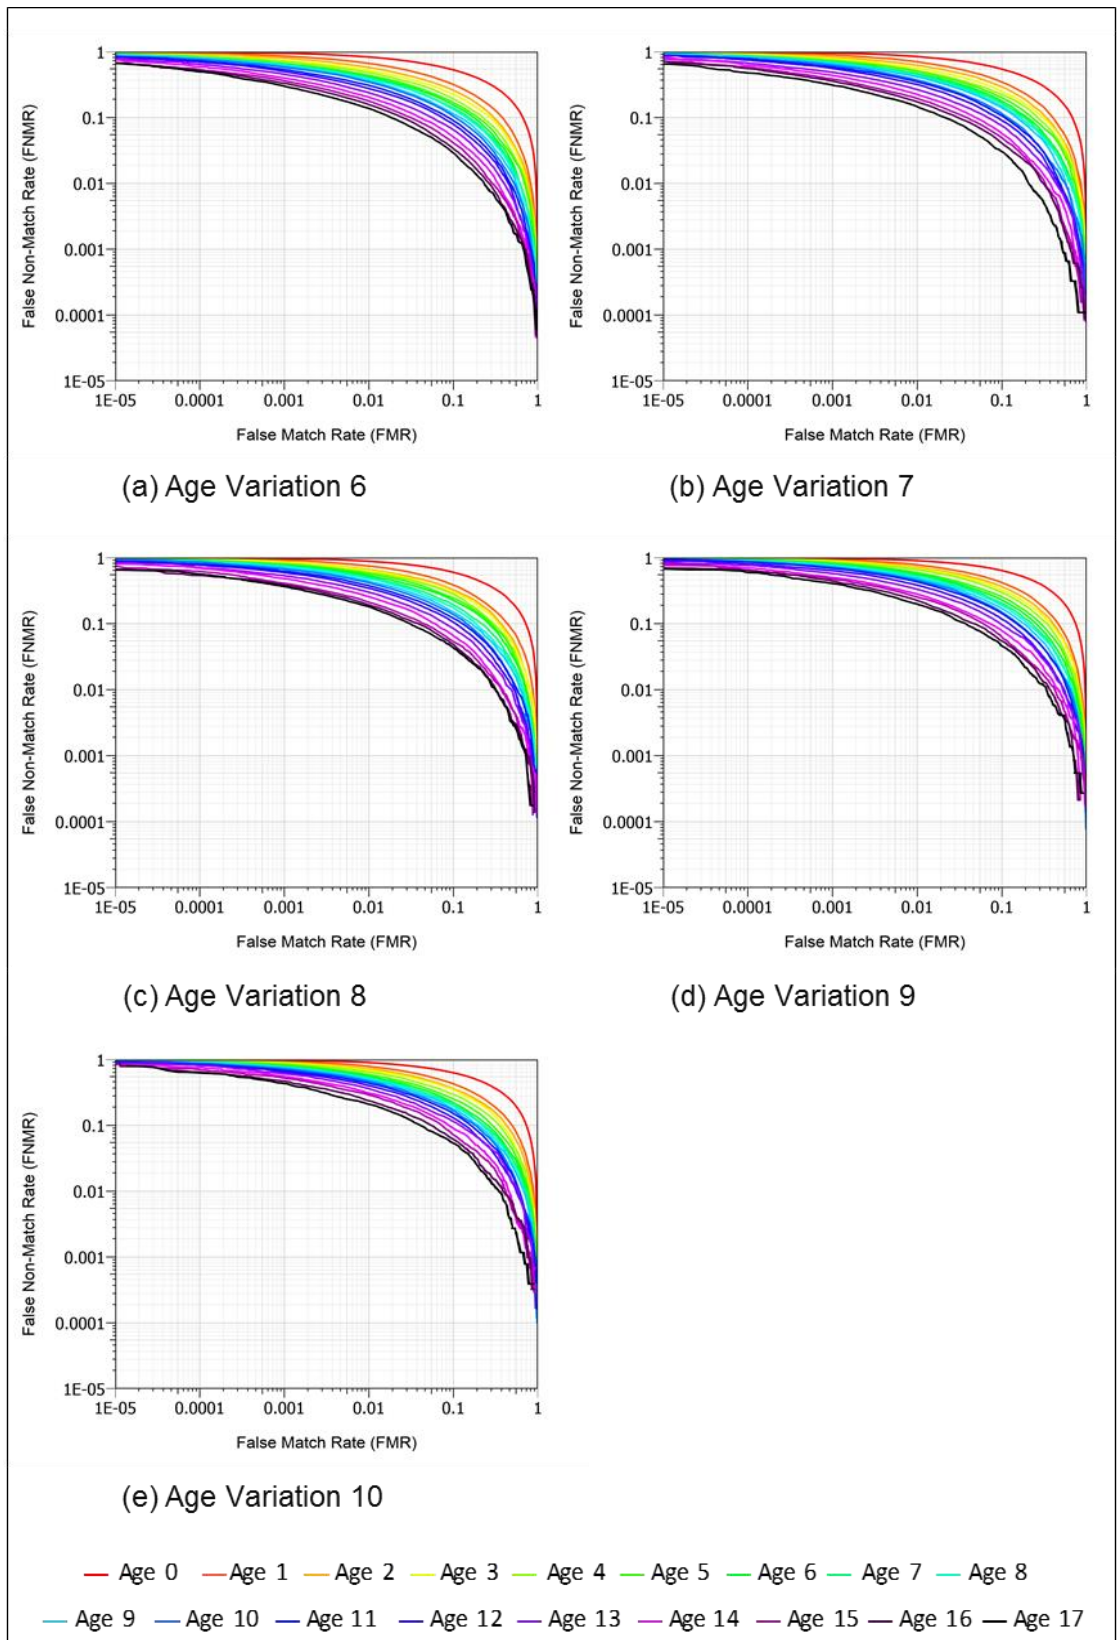 1
0.1
0.01
0.001
0.0001
1E-05
False Non-Match Rate (FNMR)
1E-05 0.0001 0.001 0.01 0.1 1
False Match Rate (FMR)
(a) Age Variation 6
1
0.1
0.01
0.001
0.0001
1E-05
False Non-Match Rate (FNMR)
1E-05 0.0001 0.001 0.01 0.1 1
False Match Rate (FMR)
(b) Age Variation 7
1
0.1
0.01
0.001
0.0001
1E-05
False Non-Match Rate (FNMR)
1E-05 0.0001 0.001 0.01 0.1 1
False Match Rate (FMR)
(c) Age Variation 8
1
0.1
0.01
0.001
0.0001
1E-05
False Non-Match Rate (FNMR)
1E-05 0.0001 0.001 0.01 0.1 1
False Match Rate (FMR)
(d) Age Variation 9
1
0.1
0.01
0.001
0.0001
1E-05
False Non-Match Rate (FNMR)
1E-05 0.0001 0.001 0.01 0.1 1
False Match Rate (FMR)
(e) Age Variation 10
Age 0 Age 1 Age 2 Age 3 Age 4 Age 5 Age 6 Age 7 Age 8
Age 9 Age 10 Age 11 Age 12 Age 13 Age 14 Age 15 Age 16 Age 17